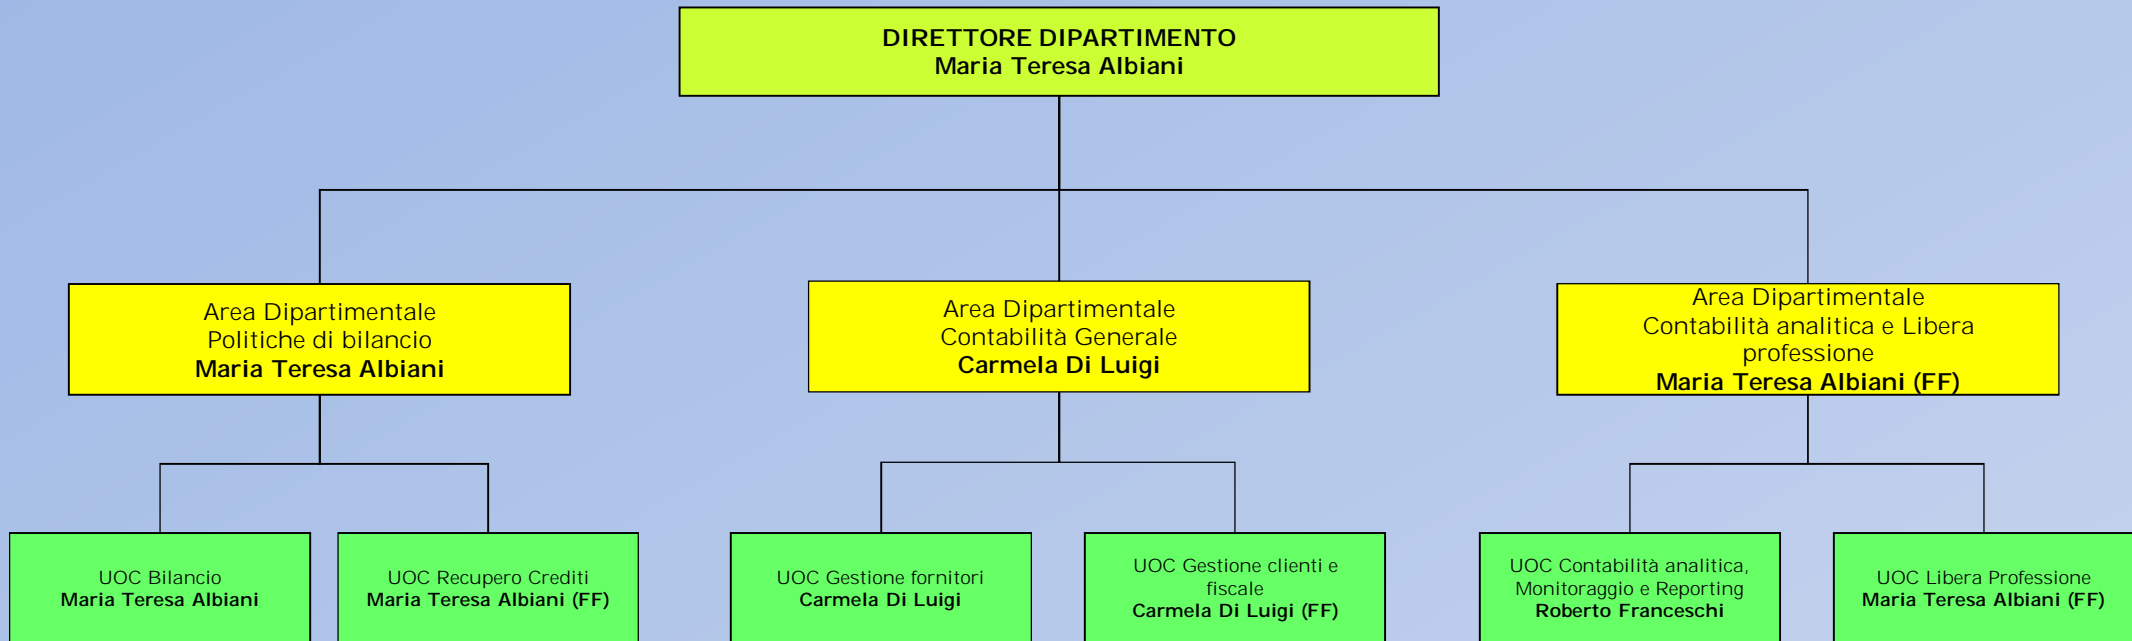 DIRETTORE DIPARTIMENTO
Maria Teresa Albiani
Area Dipartimentale
Politiche di bilancio
Maria Teresa Albiani
Area Dipartimentale
Contabilità Generale
Carmela Di Luigi
Area Dipartimentale
Contabilità analitica e Libera
professione
Maria Teresa Albiani (FF)
UOC Bilancio
Maria Teresa Albiani
UOC Recupero Crediti
Maria Teresa Albiani (FF)
UOC Gestione fornitori
Carmela Di Luigi
UOC Gestione clienti e
fiscale
Carmela Di Luigi (FF)
UOC Contabilità analitica,
Monitoraggio e Reporting
Roberto Franceschi
UOC Libera Professione
Maria Teresa Albiani (FF)